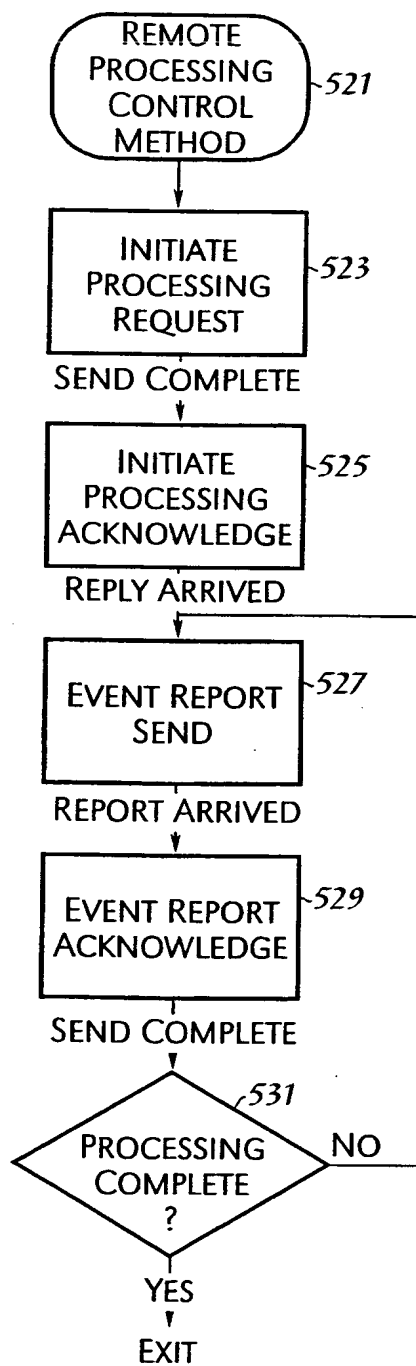 REMOTE
PROCESSING
CONTROL
METHOD
521
INITIATE
PROCESSING
REQUEST
523
SEND COMPLETE
INITIATE
PROCESSING
ACKNOWLEDGE
525
REPLY ARRIVED
EVENT REPORT
SEND
527
REPORT ARRIVED
EVENT REPORT
ACKNOWLEDGE
529
SEND COMPLETE
531
PROCESSING
COMPLETE
?
NO
YES
EXIT